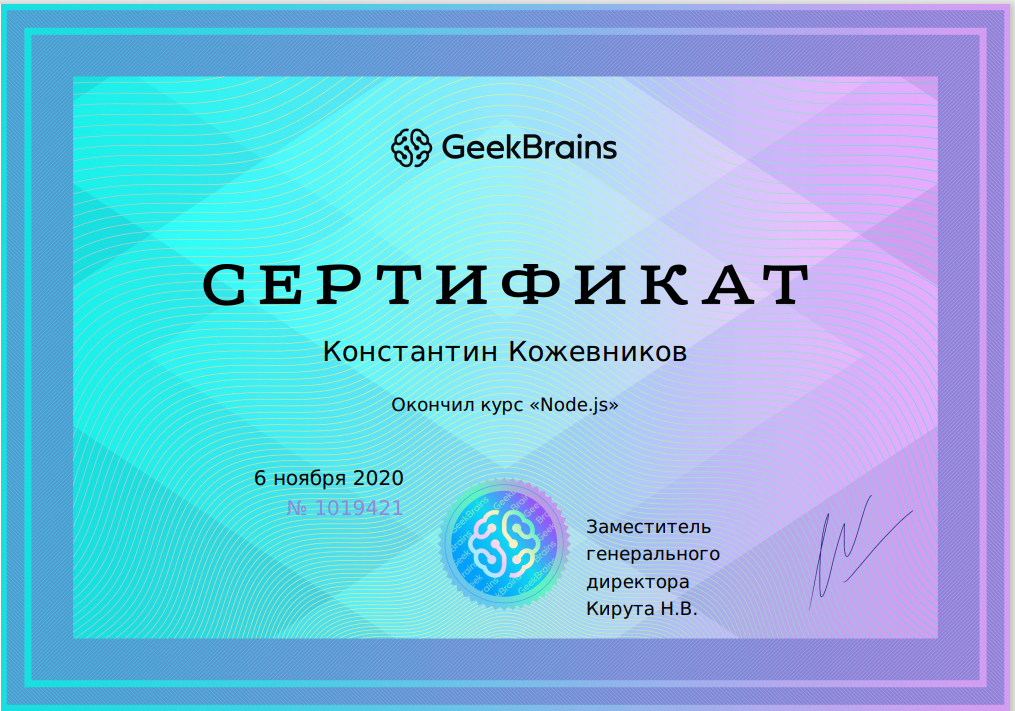 GeekBrains
СЕРТИФИКАТ
Константин Кожевников
Окончил курс «Node.js»
6 ноября 2020
№ 1019421
Заместитель
генерального
директора
Кирута Н.В.